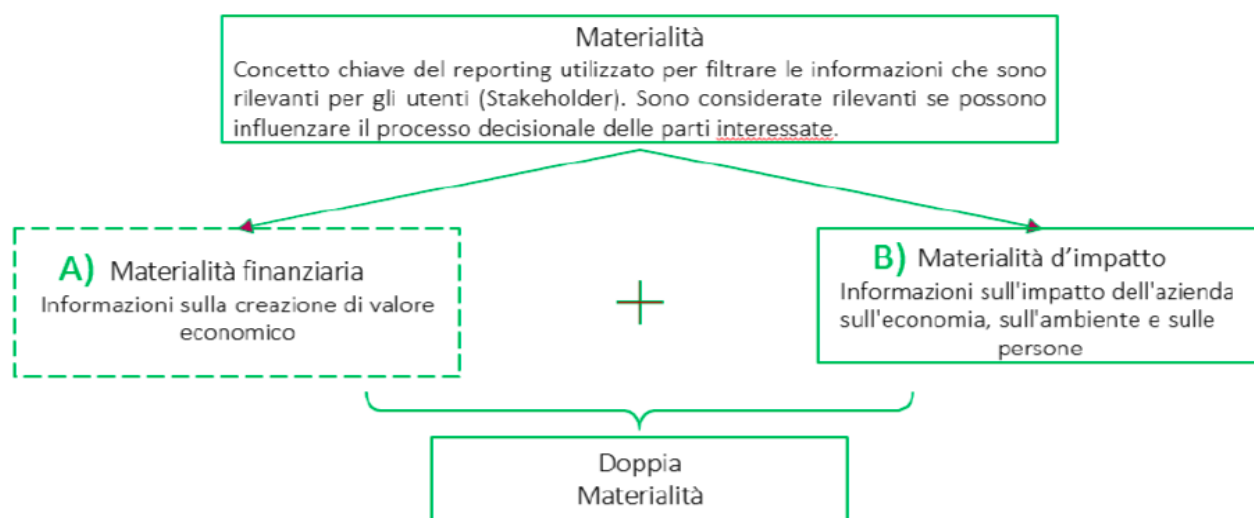 Materialità
Concetto chiave del reporting utilizzato per filtrare le informazioni che sono
rilevanti per gli utenti (Stakeholder). Sono considerate rilevanti se possono
influenzare il processo decisionale delle parti interessate.
A) Materialità finanziaria
Informazioni sulla creazione di valore
economico
+
B) Materialità d'impatto
Informazioni sull'impatto dell'azienda
sull'economia, sull'ambiente e sulle
persone
Doppia
Materialità